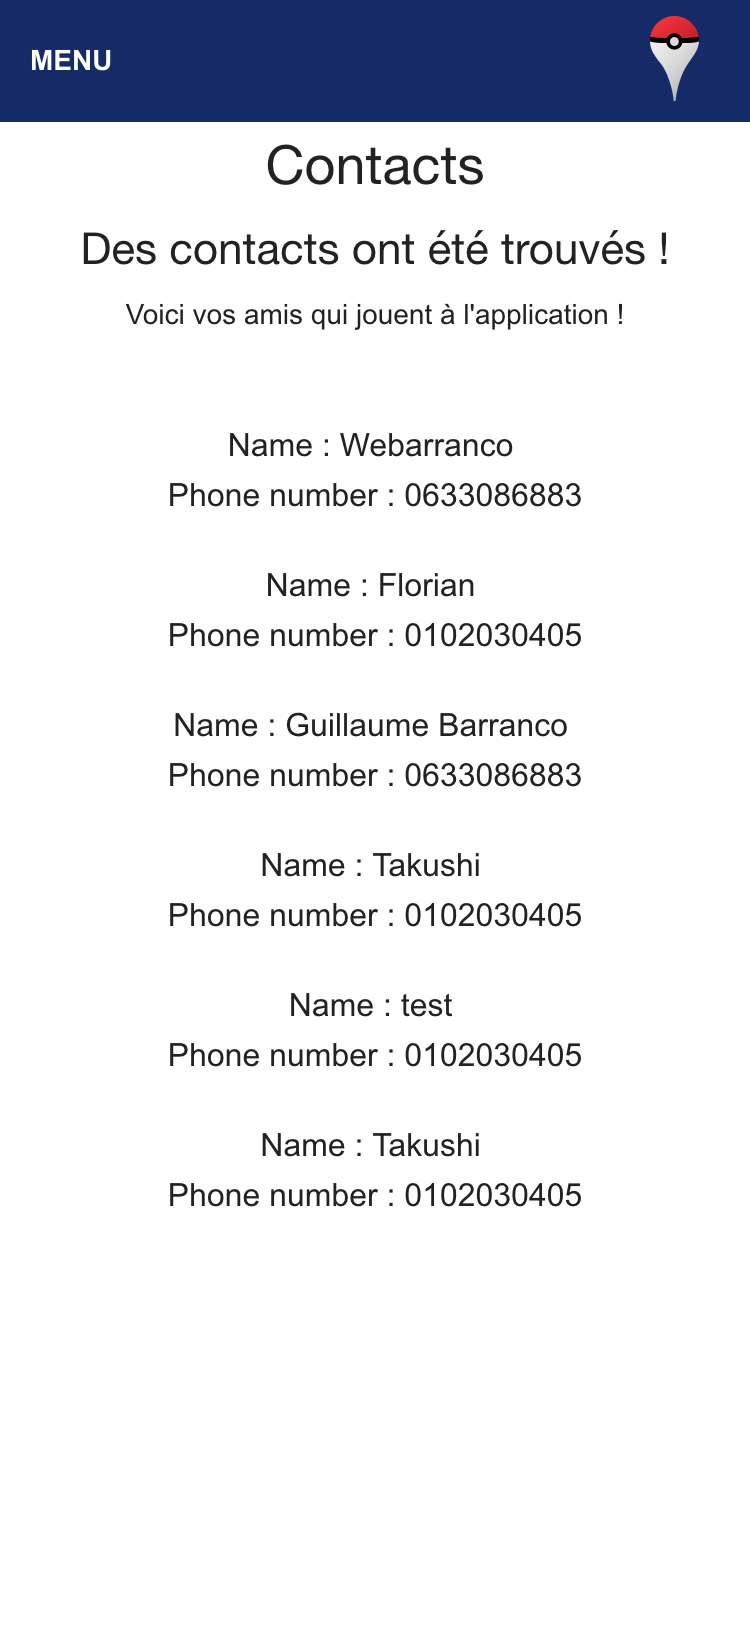 MENU
Contacts
Des contacts ont été trouvés !
Voici vos amis qui jouent à l'application !
Name : Webarranco
Phone number : 0633086883
Name : Florian
Phone number : 0102030405
Name : Guillaume Barranco
Phone number : 0633086883
Name : Takushi
Phone number : 0102030405
Name : test
Phone number : 0102030405
Name : Takushi
Phone number : 0102030405